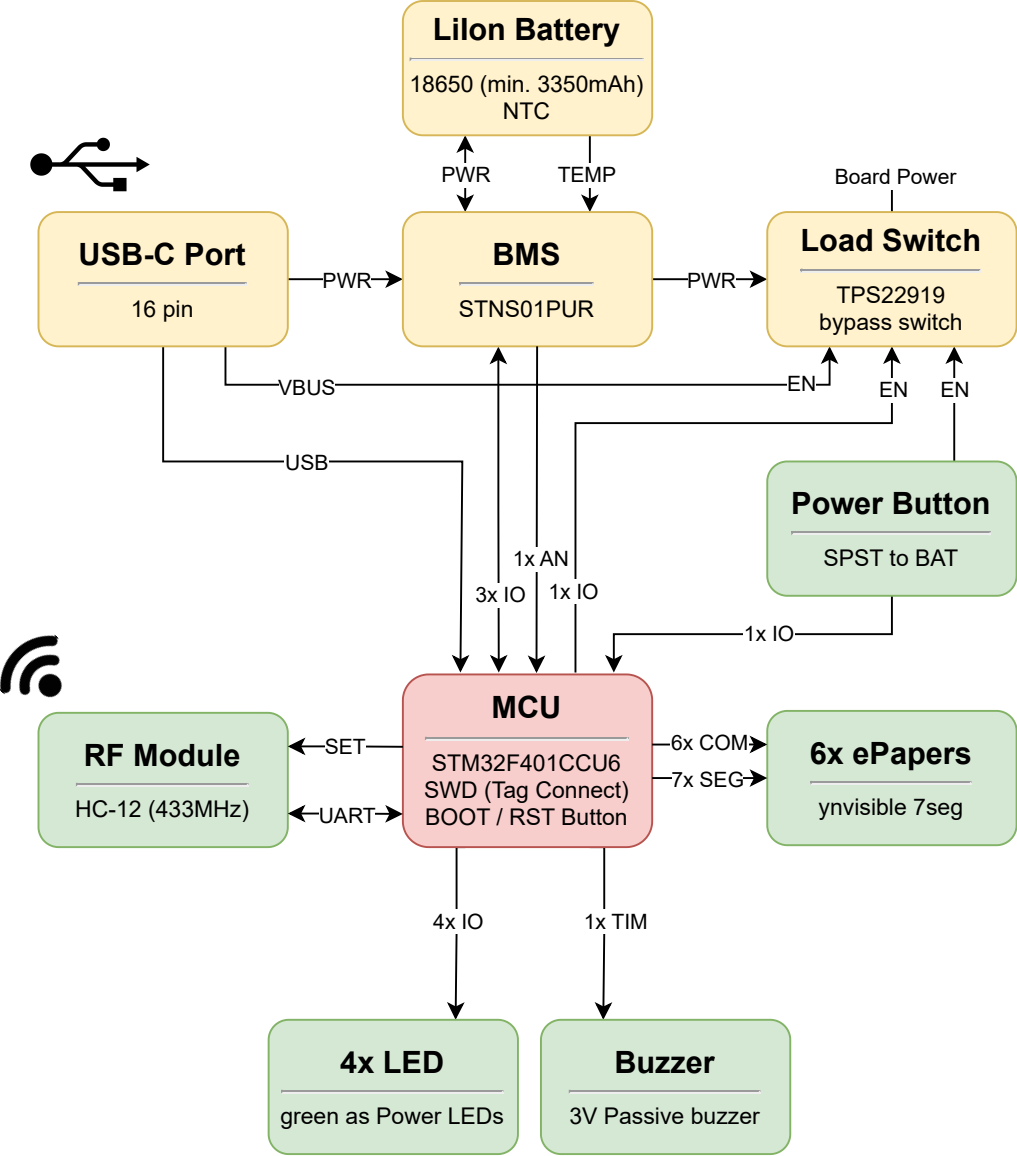 LiIon Battery
18650 (min. 3350mAh)
NTC
PWR
TEMP
Board Power
USB-C Port
16 pin
PWR
BMS
STNS01PUR
PWR
Load Switch
TPS22919
bypass switch
VBUS
EN
EN
EN
USB
Power Button
SPST to BAT
1x AN
3x IO
1x IO
1x IO
MCU
STM32F401CCU6
SWD (Tag Connect)
BOOT / RST Button
RF Module
HC-12 (433MHz)
SET
UART
6x COM
7x SEG
6x ePapers
ynvisible 7seg
4x IO
1x TIM
4x LED
green as Power LEDs
Buzzer
3V Passive buzzer